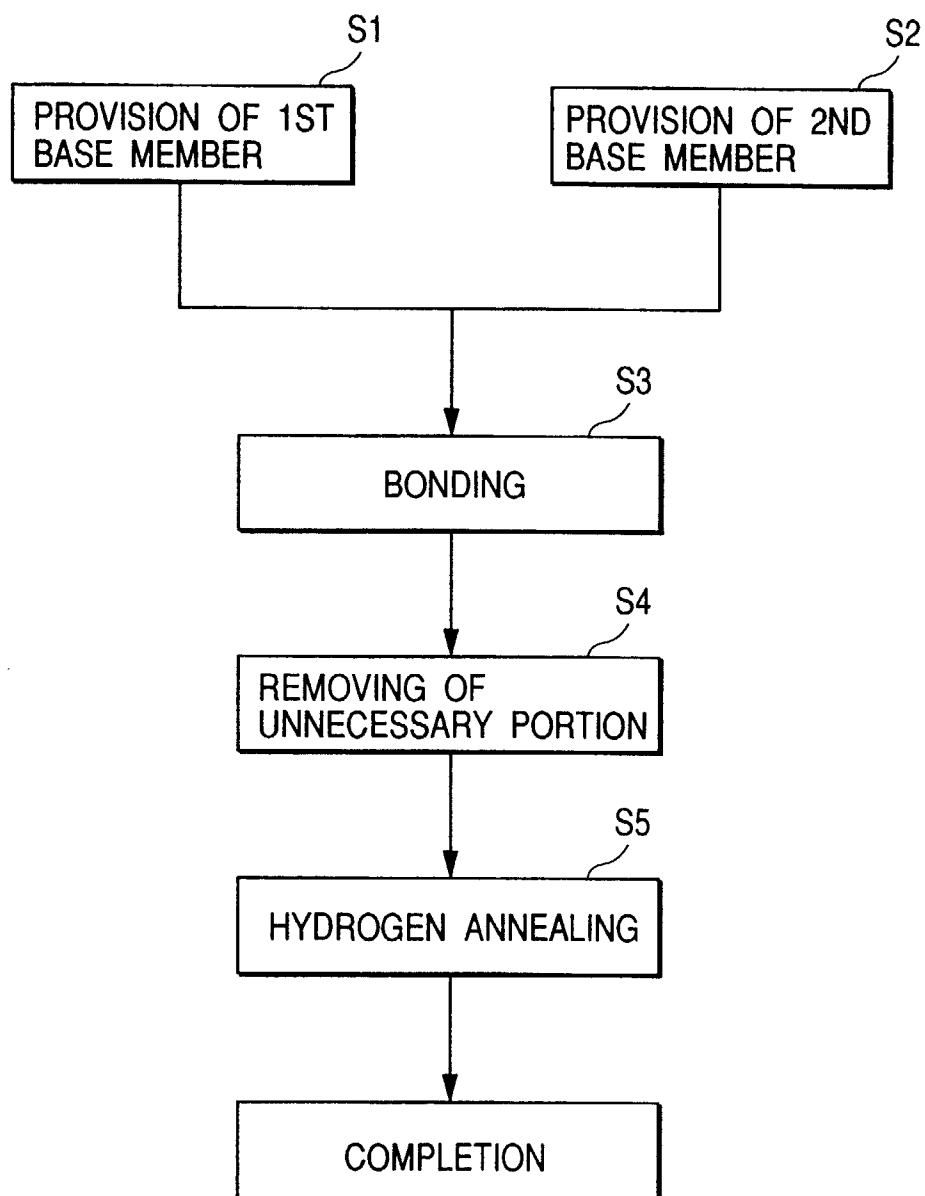 S1
PROVISION OF 1ST
BASE MEMBER
S2
PROVISION OF 2ND
BASE MEMBER
S3
BONDING
S4
REMOVING OF
UNNECESSARY PORTION
S5
HYDROGEN ANNEALING
COMPLETION